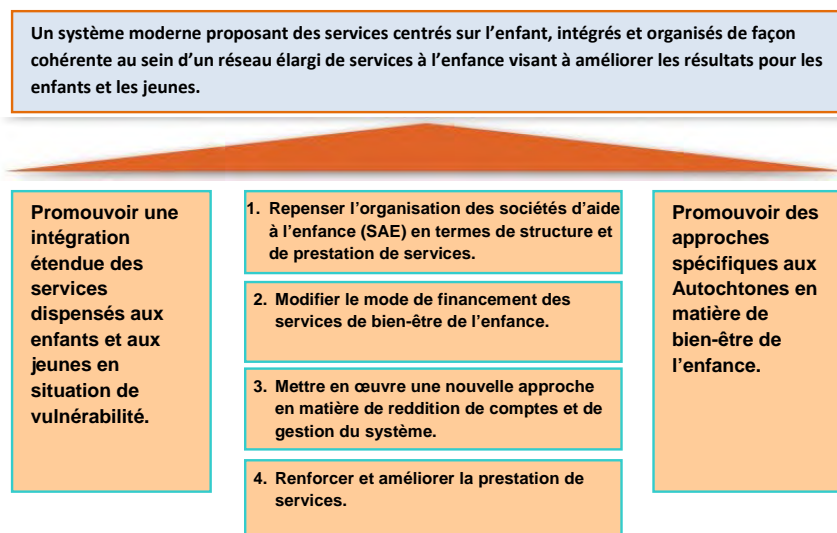 Un système moderne proposant des services centrés sur l’enfant, intégrés et organisés de façon
cohérente au sein d’un réseau élargi de services à l’enfance visant à améliorer les résultats pour les
enfants et les jeunes.
Promouvoir une
intégration
étendue des
services
dispensés aux
enfants et aux
jeunes en
situation de
vulnérabilité.
1. Repenser l’organisation des sociétés d’aide
à l’enfance (SAE) en termes de structure et
de prestation de services.
2. Modifier le mode de financement des
services de bien-être de l’enfance.
3. Mettre en œuvre une nouvelle approche
en matière de reddition de comptes et de
gestion du système.
4. Renforcer et améliorer la prestation de
services.
Promouvoir des
approches
spécifiques aux
Autochtones en
matière de
bien-être de
l’enfance.